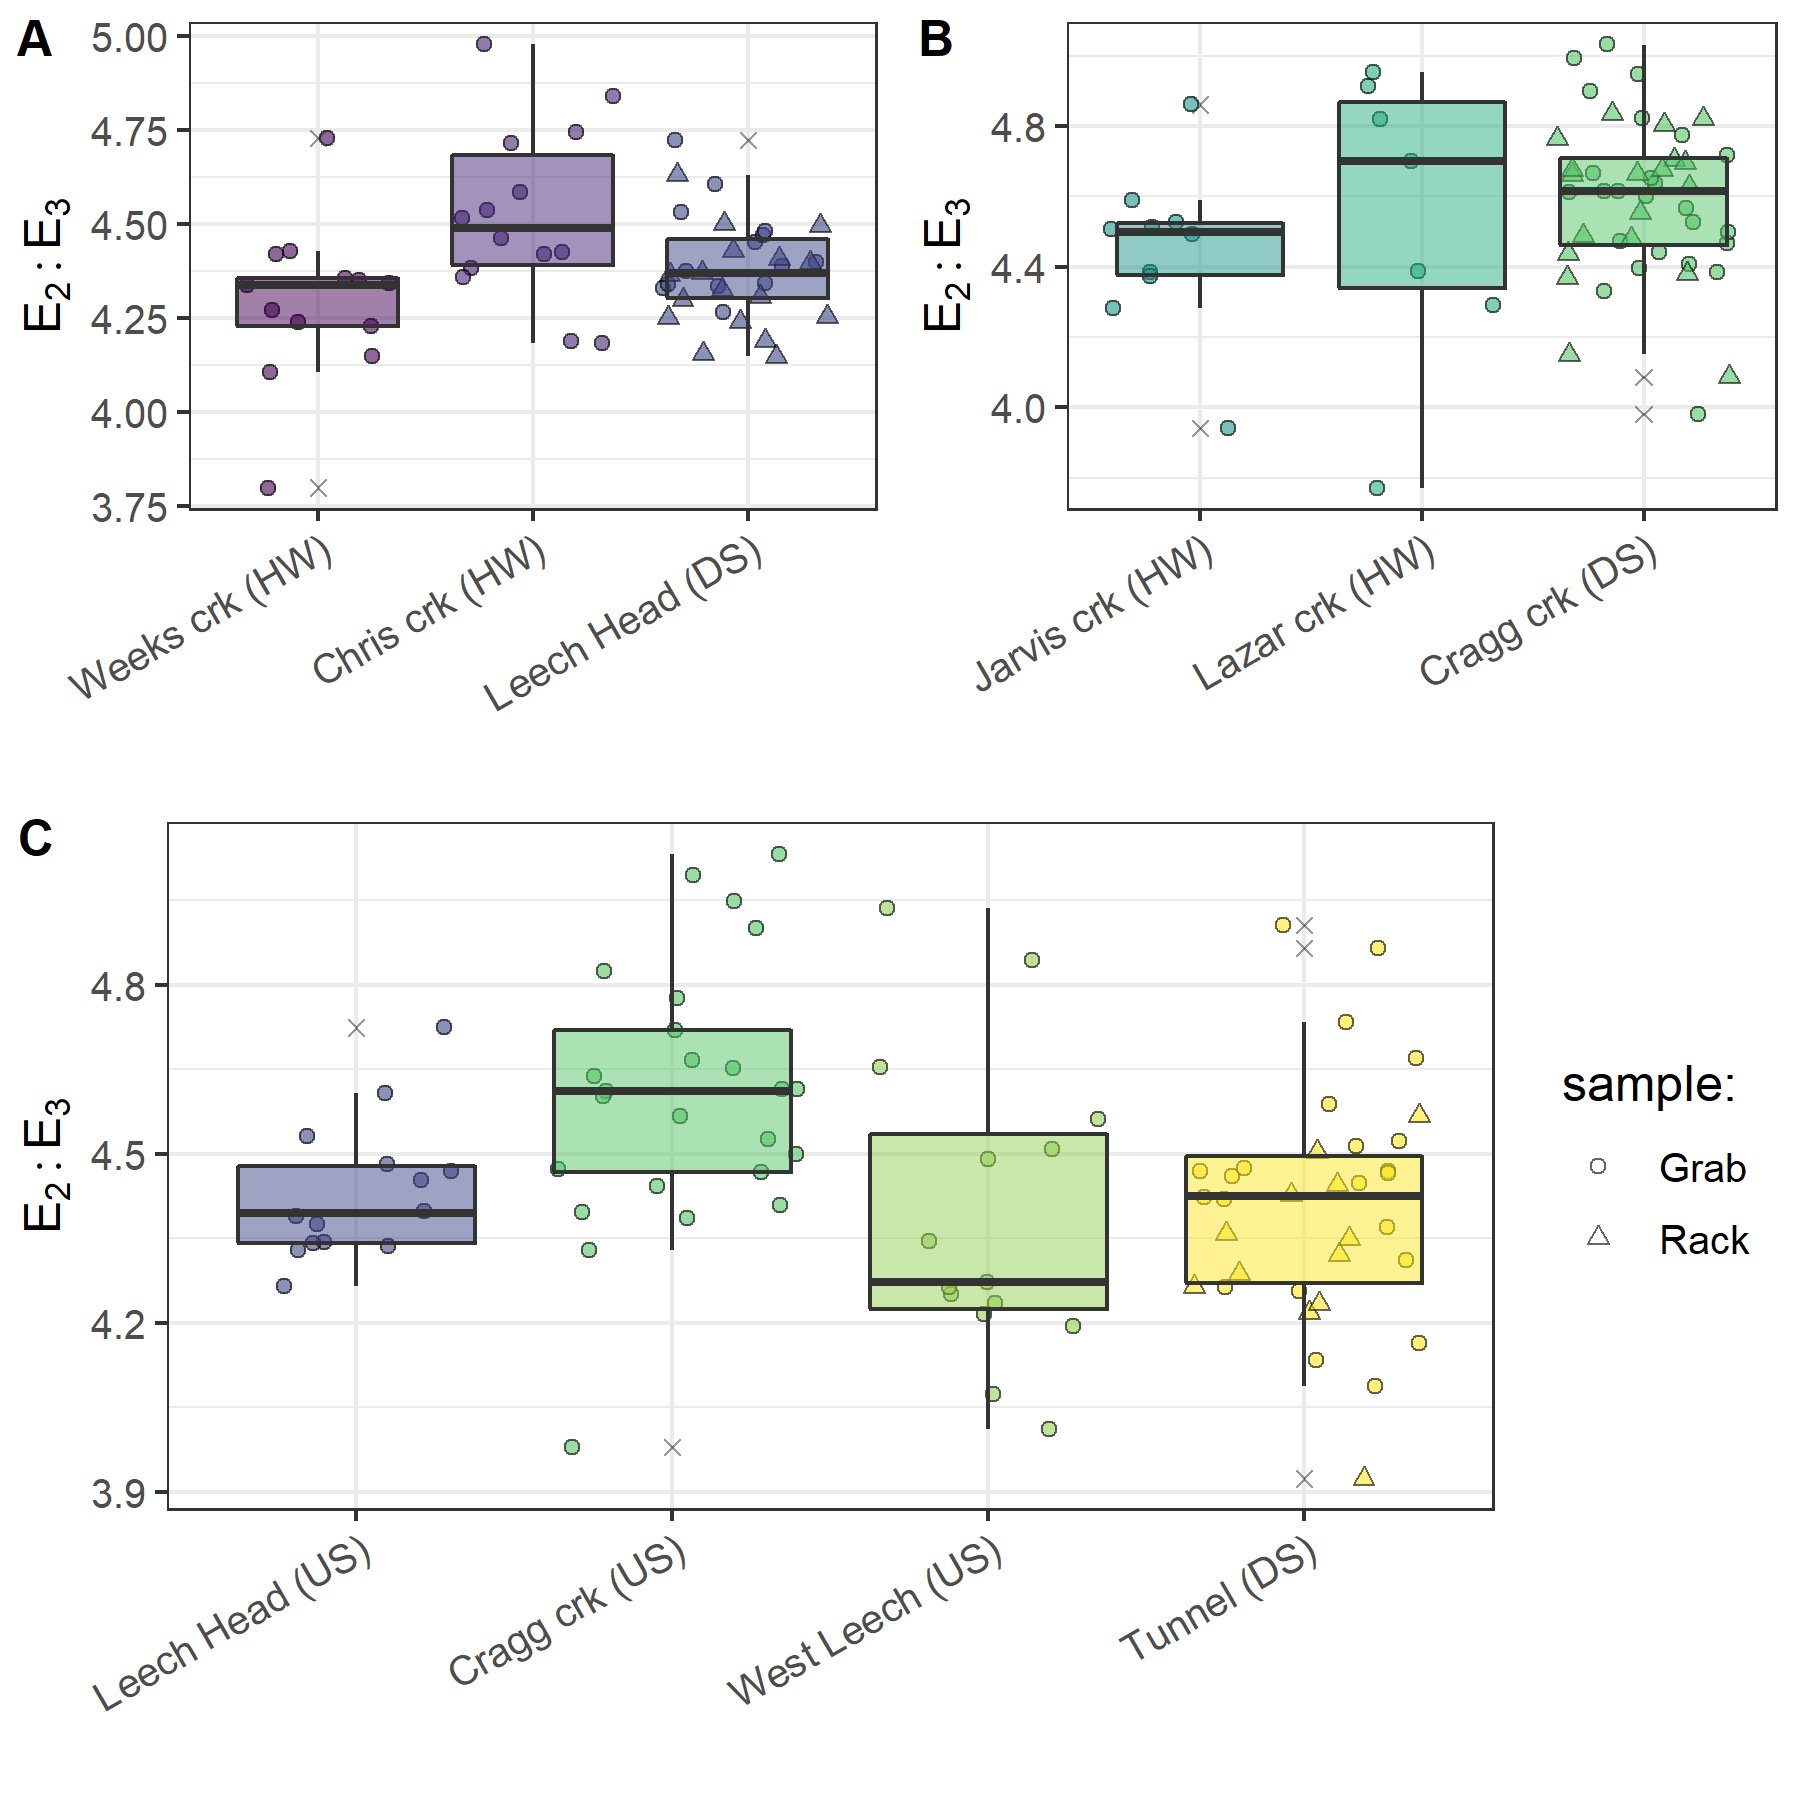 A
5.00
4.75
4.50
4.25
4.00
3.75
E2 : E3
Weeks crk (HW)
Chris crk (HW)
Leech Head (DS)
B
4.8
4.4
4.0
E2 : E3
Jarvis crk (HW)
Lazar crk (HW)
Cragg crk (DS)
C
4.8
4.5
4.2
3.9
E2 : E3
Leech Head (US)
Cragg crk (US)
West Leech (US)
Tunnel (DS)
sample:
Grab
Rack